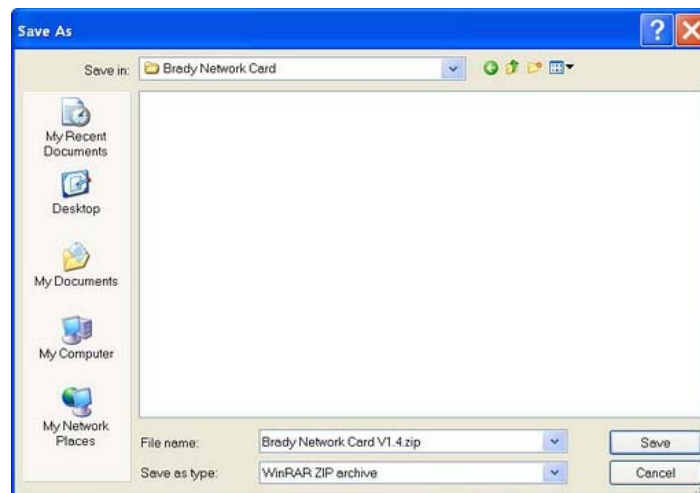 Save As
Save in: Brady Network Card
My Recent
Documents
Desktop
My Documents
My Computer
My Network
Places
File name: Brady Network Card V1.4.zip Save
Save as type: WinRAR ZIP archive Cancel